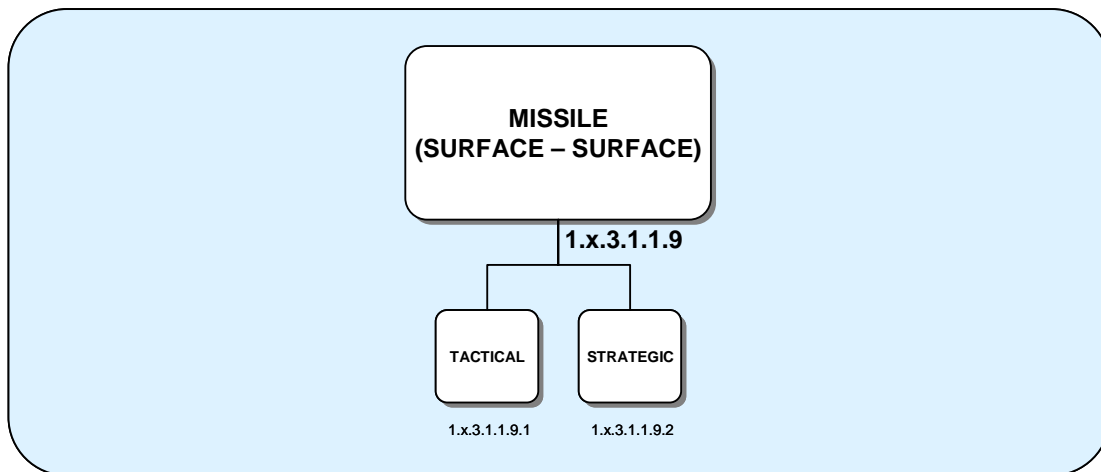 MISSILE
(SURFACE – SURFACE)
1.x.3.1.1.9
TACTICAL
STRATEGIC
1.x.3.1.1.9.1
1.x.3.1.1.9.2